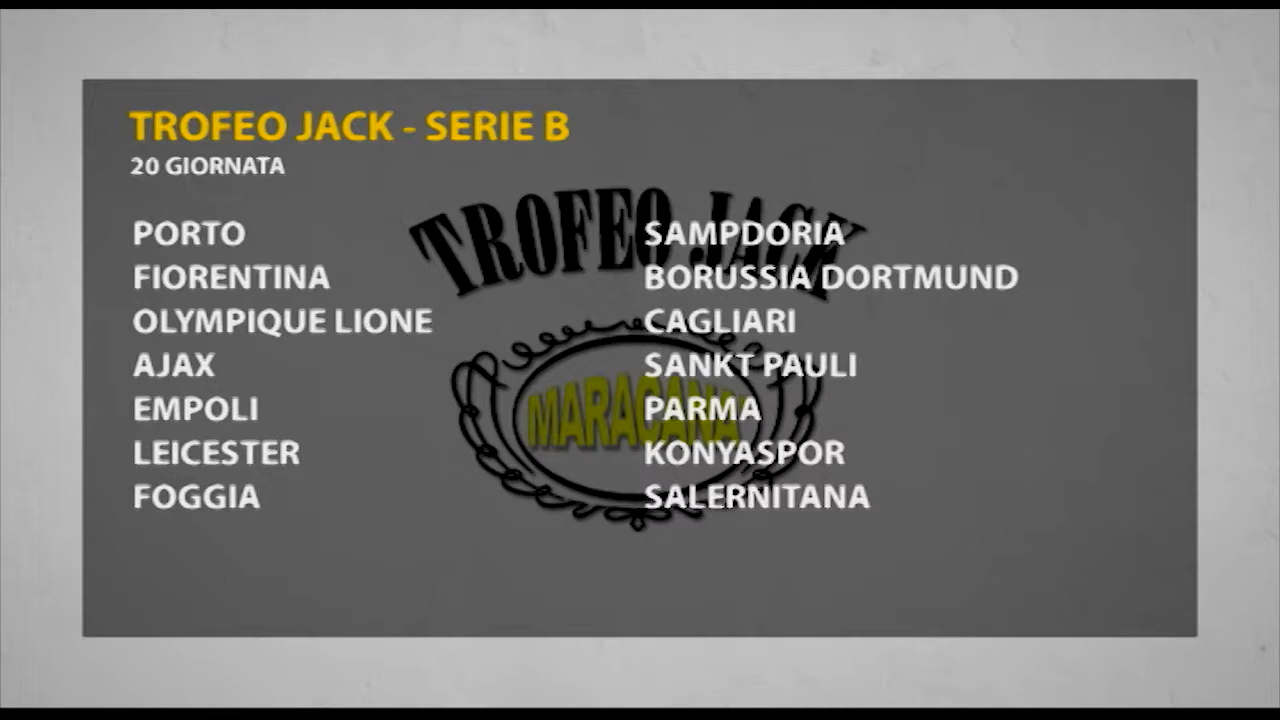 TROFEO JACK - SERIE B
20 GIORNATA
TROFEO JACK
MARACANA'
PORTO SAMPDORIA
FIORENTINA BORUSSIA DORTMUND
OLYMPIQUE LIONE CAGLIARI
AJAX SANKT PAULI
EMPOLI PARMA
LEICESTER KONYASPOR
FOGGIA SALERNITANA